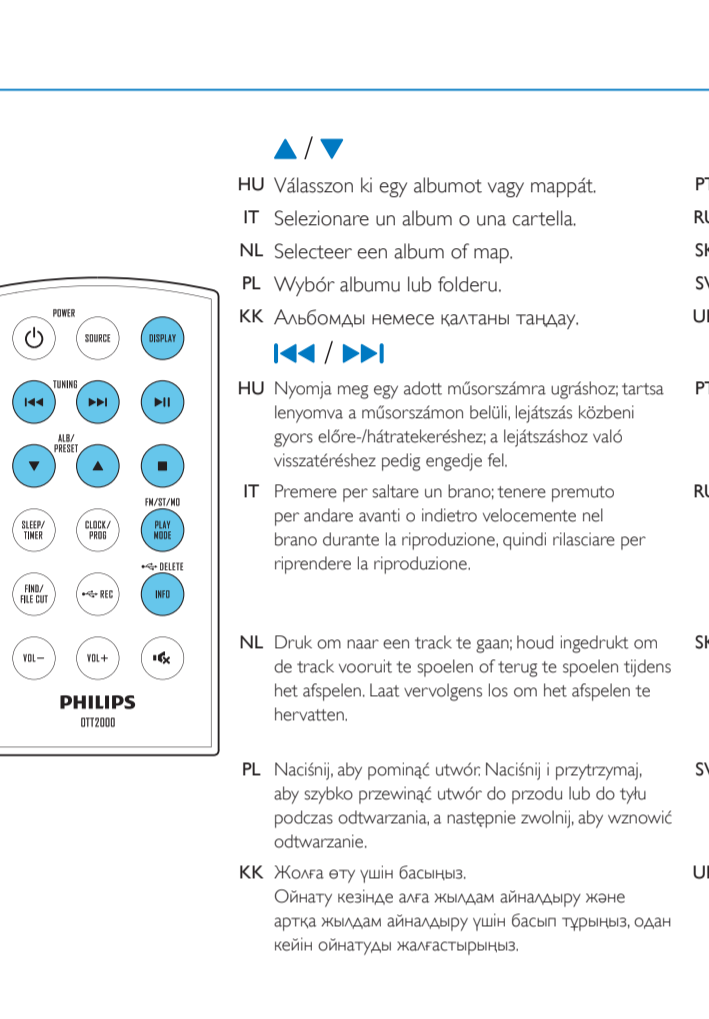 POWER
SOURCE
DISPLAY
TUNING
ALB/
PRESET
FM/ST/MO
SLEEP/
TIMER
CLOCK/
PROG
PLAY
MODE
DELETE
FIND/
FILE CUT
REC
INFO
VOL−
VOL+
PHILIPS
OTT2000
▲ / ▼
HU Válasszon ki egy albumot vagy mappát.
IT Selezionare un album o una cartella.
NL Selecteer een album of map.
PL Wybór albumu lub folderu.
KK Альбомды немесе қалтаны таңдау.
/
HU Nyomja meg egy adott műsorszámra ugráshoz; tartsa
lenyomva a műsorszámon belüli, lejátszás közbeni
gyors előre-/hátratekeréshez; a lejátszáshoz való
visszatéréshez pedig engedje fel.
IT Premere per saltare un brano; tenere premuto
per andare avanti o indietro velocemente nel
brano durante la riproduzione, quindi rilasciare per
riprendere la riproduzione.
NL Druk om naar een track te gaan; houd ingedrukt om
de track vooruit te spoelen of terug te spoelen tijdens
het afspelen. Laat vervolgens los om het afspelen te
hervatten.
PL Naciśnij, aby pominąć utwór. Naciśnij i przytrzymaj,
aby szybko przewinąć utwór do przodu lub do tyłu
podczas odtwarzania, a następnie zwolnij, aby wznowić
odtwarzanie.
KK Жолға өту үшін басыңыз.
Ойнату кезінде алға жылдам айналдыру және
артқа жылдам айналдыру үшін басып тұрыңыз, одан
кейін ойнатуды жалғастырыңыз.